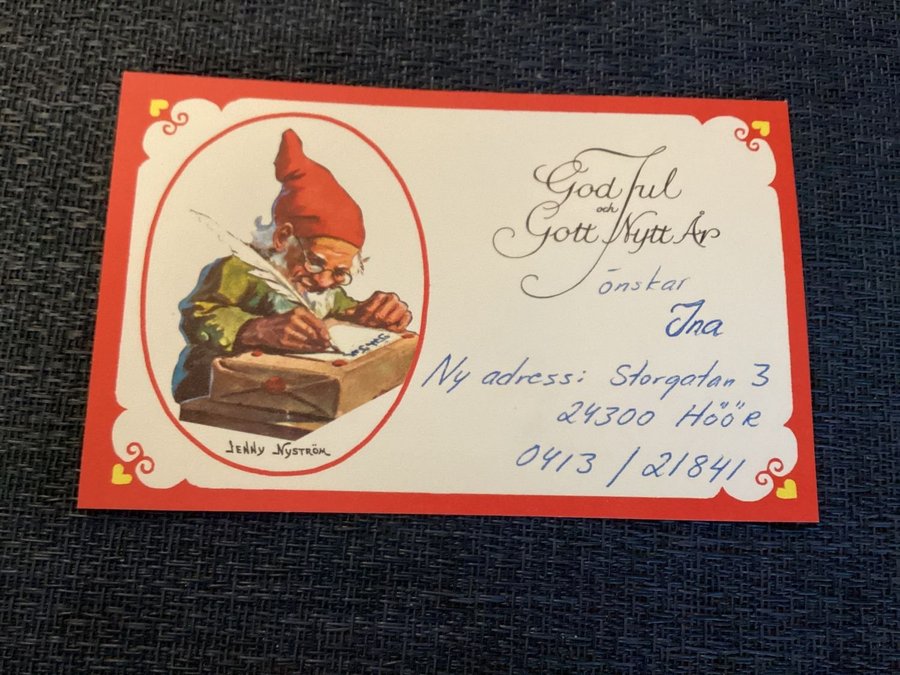 God Jul
och
Gott Nytt År
önskar
Ina
Ny adress: Storgatan 3
24300 Höör
0413 / 21841
JENNY NYSTRÖM